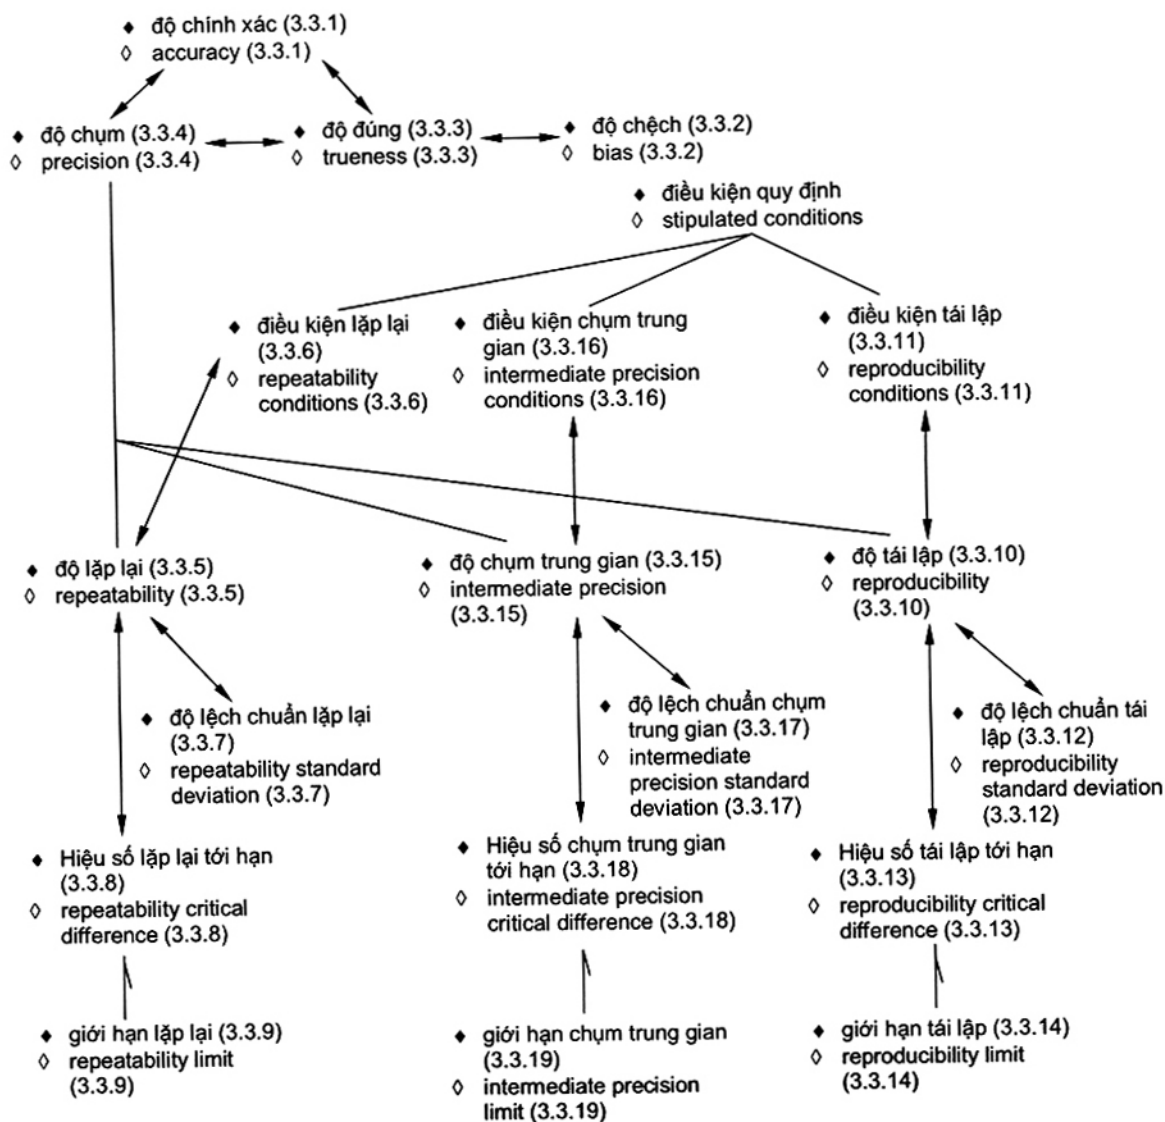 ♦ độ chính xác (3.3.1)
◊ accuracy (3.3.1)
♦ độ chụm (3.3.4)
◊ precision (3.3.4)
♦ độ đúng (3.3.3)
◊ trueness (3.3.3)
♦ độ chệch (3.3.2)
◊ bias (3.3.2)
♦ điều kiện quy định
◊ stipulated conditions
♦ điều kiện lặp lại
(3.3.6)
◊ repeatability
conditions (3.3.6)
♦ điều kiện chụm trung
gian (3.3.16)
◊ intermediate precision
conditions (3.3.16)
♦ điều kiện tái lập
(3.3.11)
◊ reproducibility
conditions (3.3.11)
♦ độ lặp lại (3.3.5)
◊ repeatability (3.3.5)
♦ độ chụm trung gian (3.3.15)
◊ intermediate precision
(3.3.15)
♦ độ tái lập (3.3.10)
◊ reproducibility
(3.3.10)
♦ độ lệch chuẩn lặp lại
(3.3.7)
◊ repeatability standard
deviation (3.3.7)
♦ độ lệch chuẩn chụm
trung gian (3.3.17)
◊ intermediate
precision standard
deviation (3.3.17)
♦ độ lệch chuẩn tái
lập (3.3.12)
◊ reproducibility
standard deviation
(3.3.12)
♦ Hiệu số lặp lại tới hạn
(3.3.8)
◊ repeatability critical
difference (3.3.8)
♦ Hiệu số chụm trung gian
tới hạn (3.3.18)
◊ intermediate precision
critical difference (3.3.18)
♦ Hiệu số tái lập tới hạn
(3.3.13)
◊ reproducibility critical
difference (3.3.13)
♦ giới hạn lặp lại (3.3.9)
◊ repeatability limit
(3.3.9)
♦ giới hạn chụm trung gian
(3.3.19)
◊ intermediate precision
limit (3.3.19)
♦ giới hạn tái lập (3.3.14)
◊ reproducibility limit
(3.3.14)